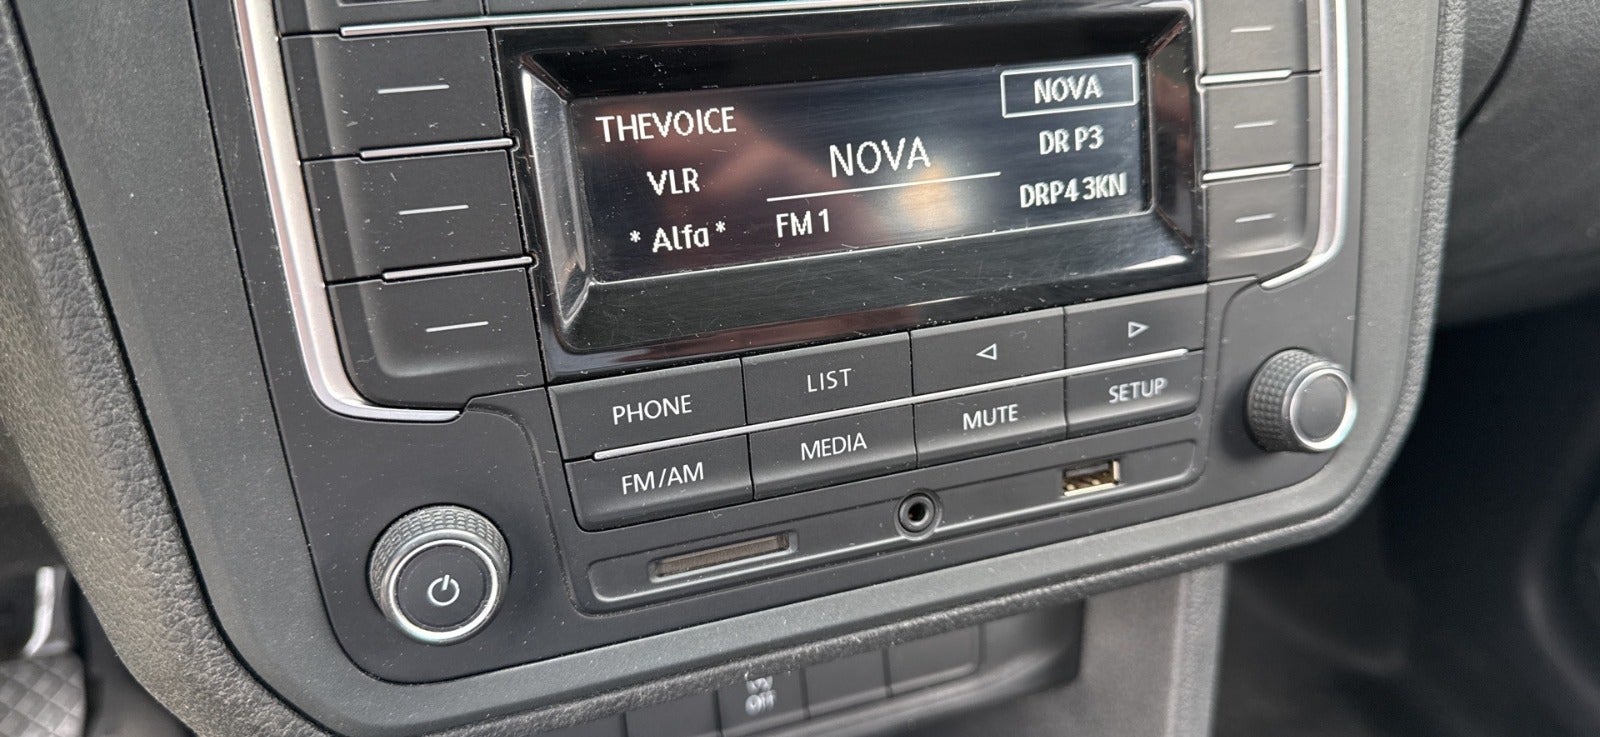 THEVOICE
VLR
* Alfa *
NOVA
FM 1
NOVA
DR P3
DRP4 3KN
PHONE
LIST
FM/AM
MEDIA
MUTE
SETUP